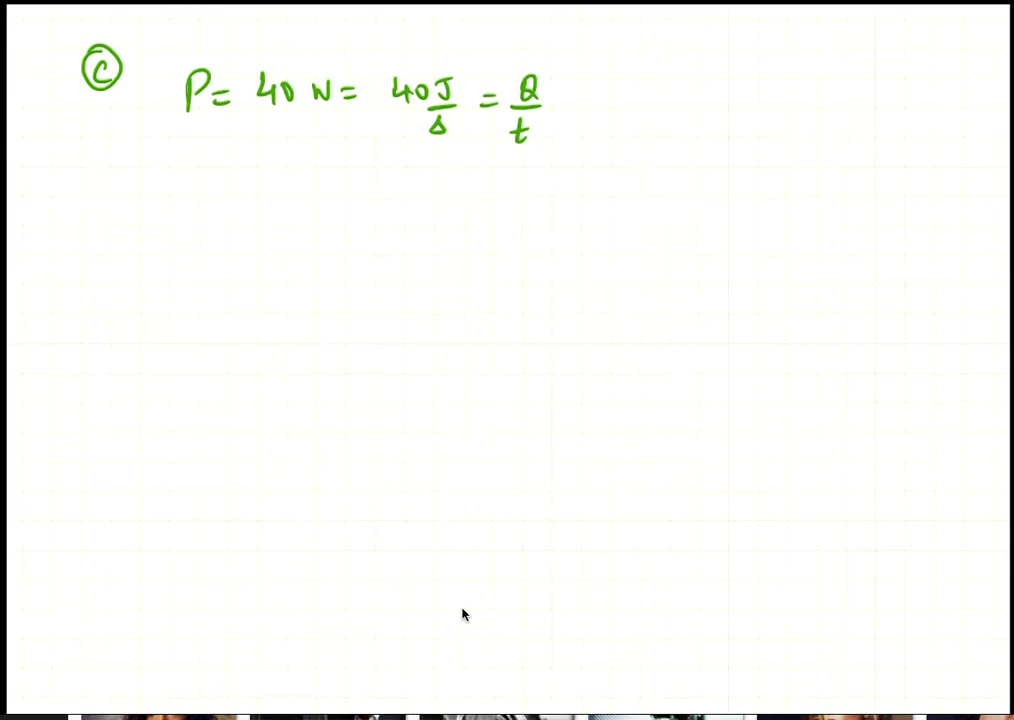 C P = 40 W = 40 J/s = Q/t